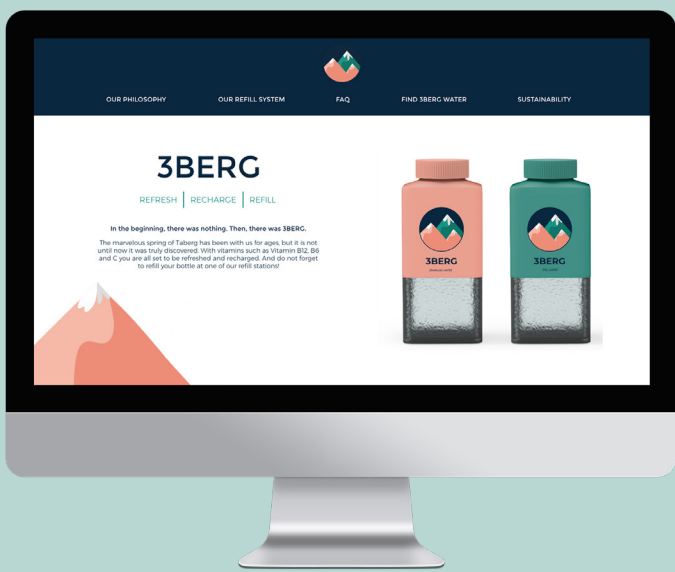 OUR PHILOSOPHY OUR REFILL SYSTEM FAQ FIND 3BERG WATER SUSTAINABILITY
3BERG
REFRESH | RECHARGE | REFILL
In the beginning, there was nothing. Then, there was 3BERG.
The marvelous spring of Taberg has been with us for ages, but it is not
until now it was truly discovered. With vitamins such as Vitamin B12, B6
and C you are all set to be refreshed and recharged. And do not forget
to refill your bottle at one of our refill stations!
3BERG
3BERG